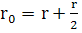 r₀ = r + r/2